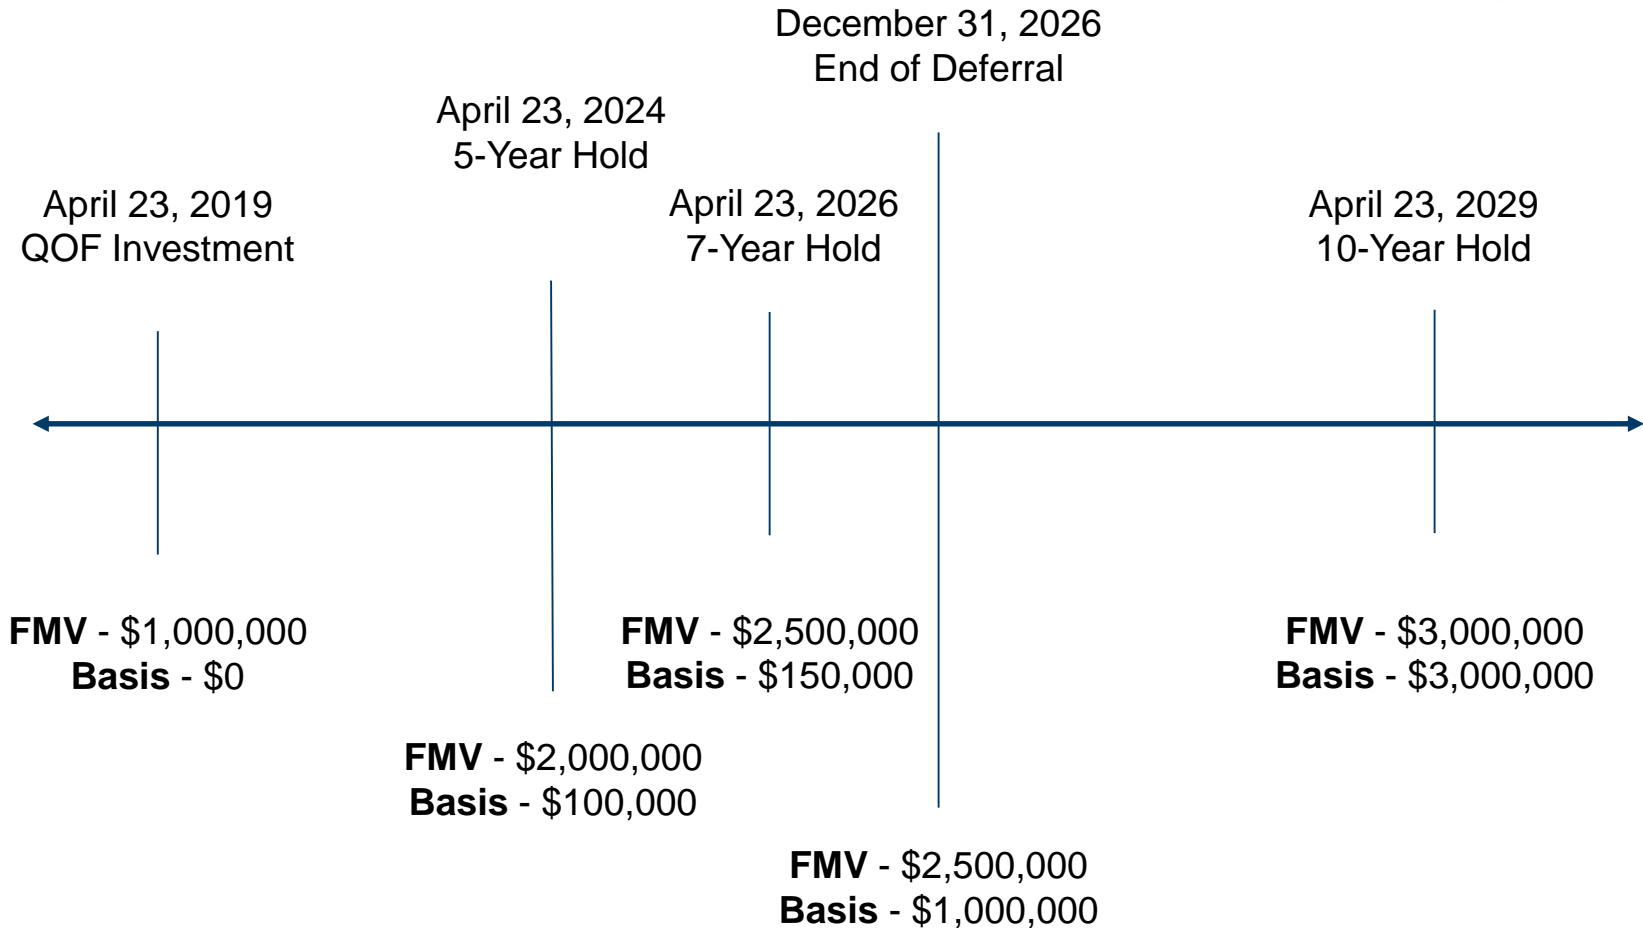 December 31, 2026
End of Deferral
April 23, 2024
5-Year Hold
April 23, 2019
QOF Investment
April 23, 2026
7-Year Hold
April 23, 2029
10-Year Hold
FMV - $1,000,000
Basis - $0
FMV - $2,500,000
Basis - $150,000
FMV - $3,000,000
Basis - $3,000,000
FMV - $2,000,000
Basis - $100,000
FMV - $2,500,000
Basis - $1,000,000